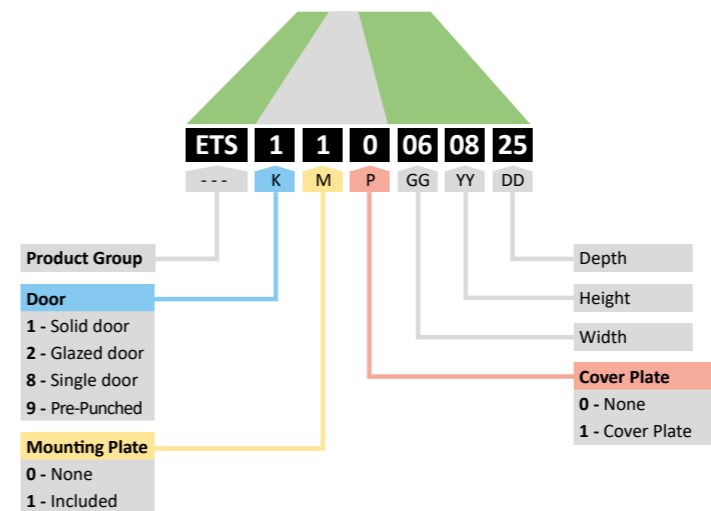 ETS 1 1 0 06 08 25
--- K M P GG YY DD
Product Group
Door
1 - Solid door
2 - Glazed door
8 - Single door
9 - Pre-Punched
Mounting Plate
0 - None
1 - Included
Depth
Height
Width
Cover Plate
0 - None
1 - Cover Plate